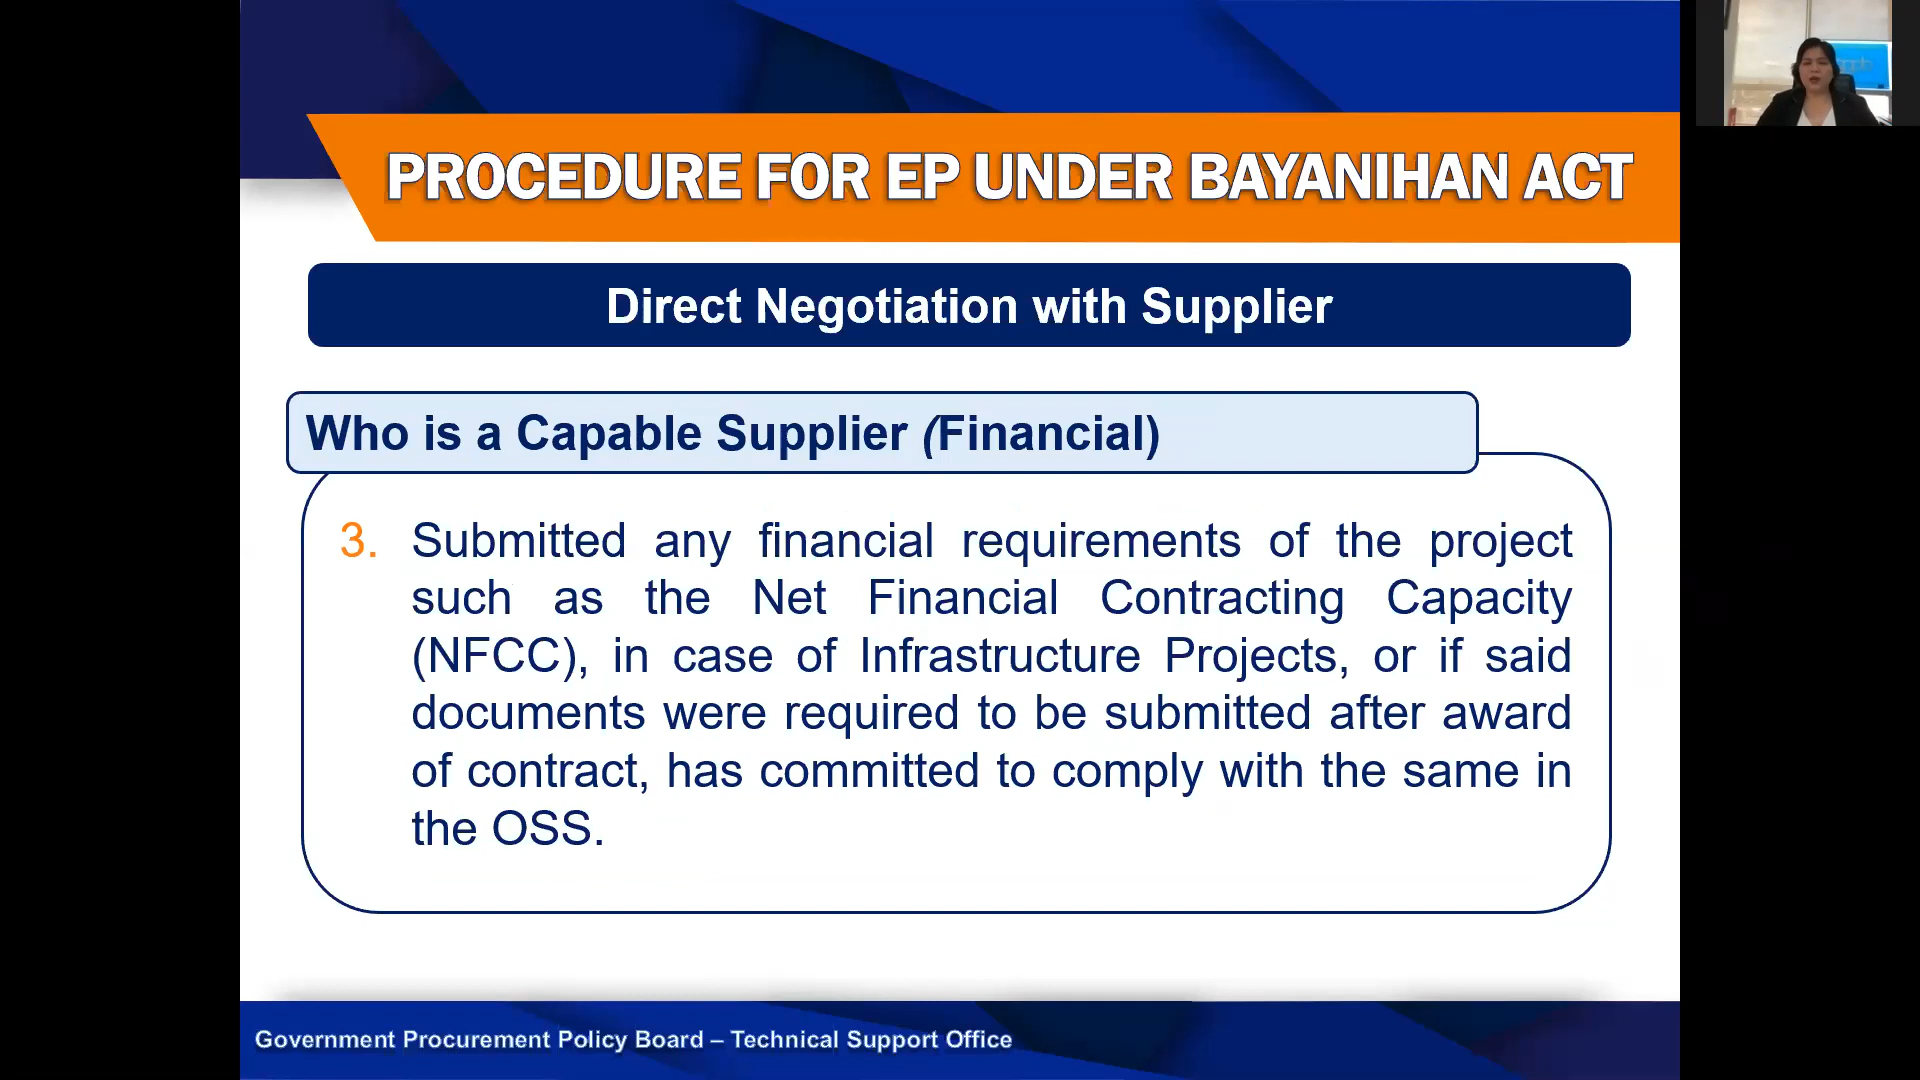 PROCEDURE FOR EP UNDER BAYANIHAN ACT
Direct Negotiation with Supplier
Who is a Capable Supplier (Financial)
3. Submitted any financial requirements of the project
such as the Net Financial Contracting Capacity
(NFCC), in case of Infrastructure Projects, or if said
documents were required to be submitted after award
of contract, has committed to comply with the same in
the OSS.
Government Procurement Policy Board – Technical Support Office